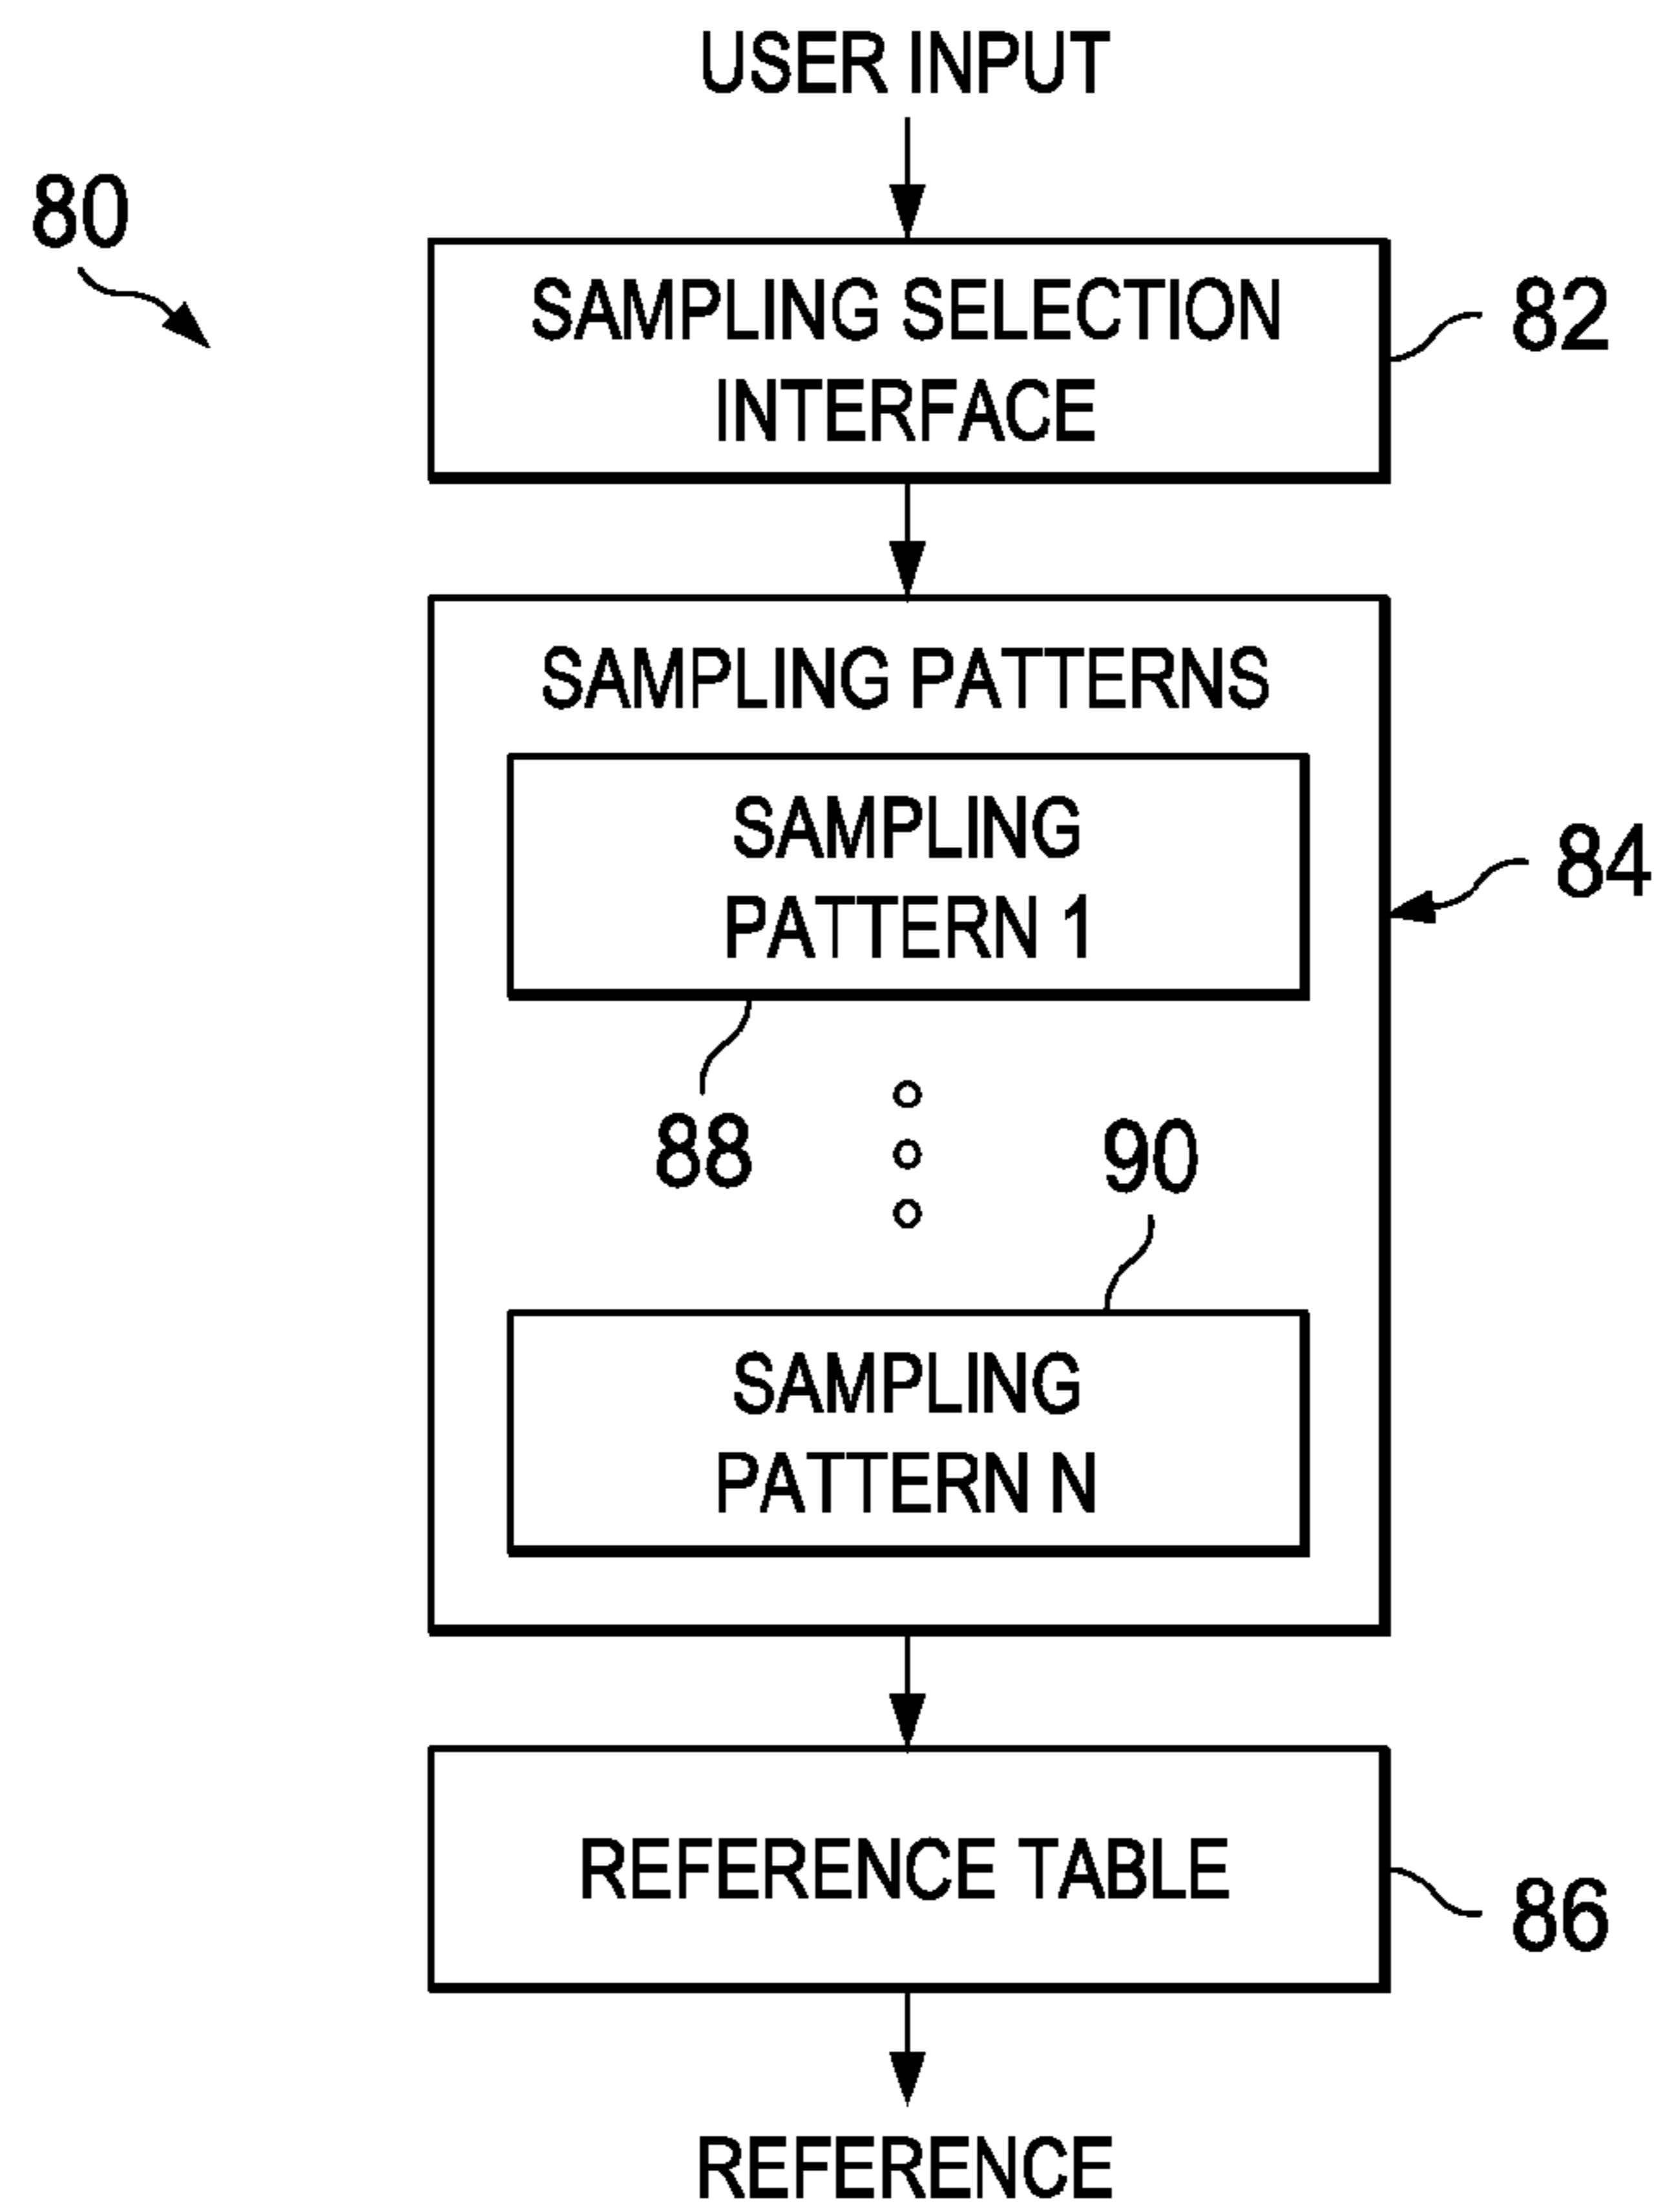 USER INPUT
80
SAMPLING SELECTION
INTERFACE
82
SAMPLING PATTERNS
SAMPLING
PATTERN 1
84
88
90
SAMPLING
PATTERN N
REFERENCE TABLE
86
REFERENCE